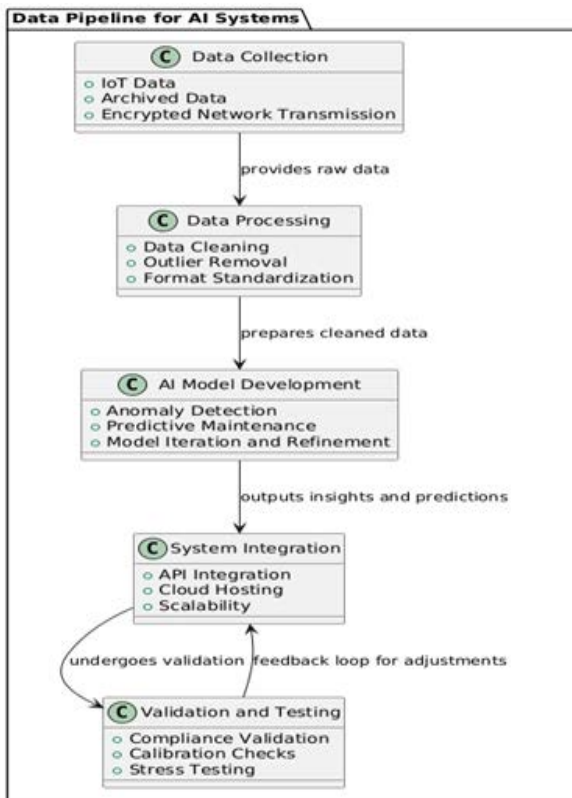 Data Pipeline for AI Systems
C Data Collection
IoT Data
Archived Data
Encrypted Network Transmission
provides raw data
C Data Processing
Data Cleaning
Outlier Removal
Format Standardization
prepares cleaned data
C AI Model Development
Anomaly Detection
Predictive Maintenance
Model Iteration and Refinement
outputs insights and predictions
C System Integration
API Integration
Cloud Hosting
Scalability
undergoes validation
feedback loop for adjustments
C Validation and Testing
Compliance Validation
Calibration Checks
Stress Testing